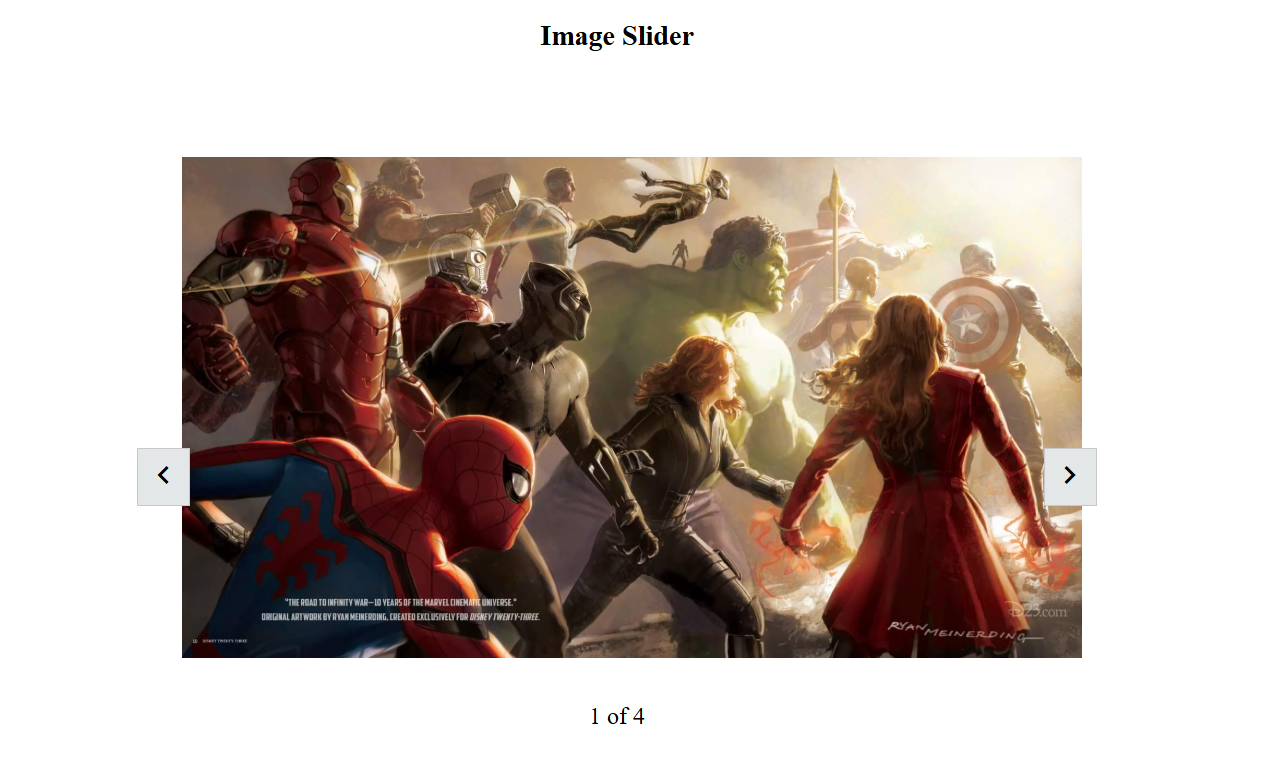 Image Slider
"THE ROAD TO INFINITY WAR—10 YEARS OF THE MARVEL CINEMATIC UNIVERSE."
ORIGINAL ARTWORK BY RYAN MEINERDING, CREATED EXCLUSIVELY FOR DISNEY TWENTY-THREE.
D23.com
RYAN MEINERDING
10 DISNEY TWENTY-THREE
1 of 4